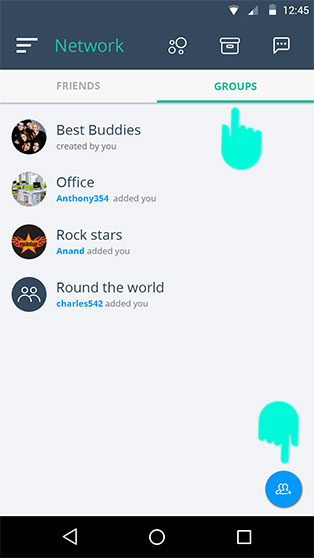 12:45
Network
FRIENDS
GROUPS
Best Buddies
created by you
Office
Anthony354 added you
Rock stars
Anand added you
Round the world
charles542 added you